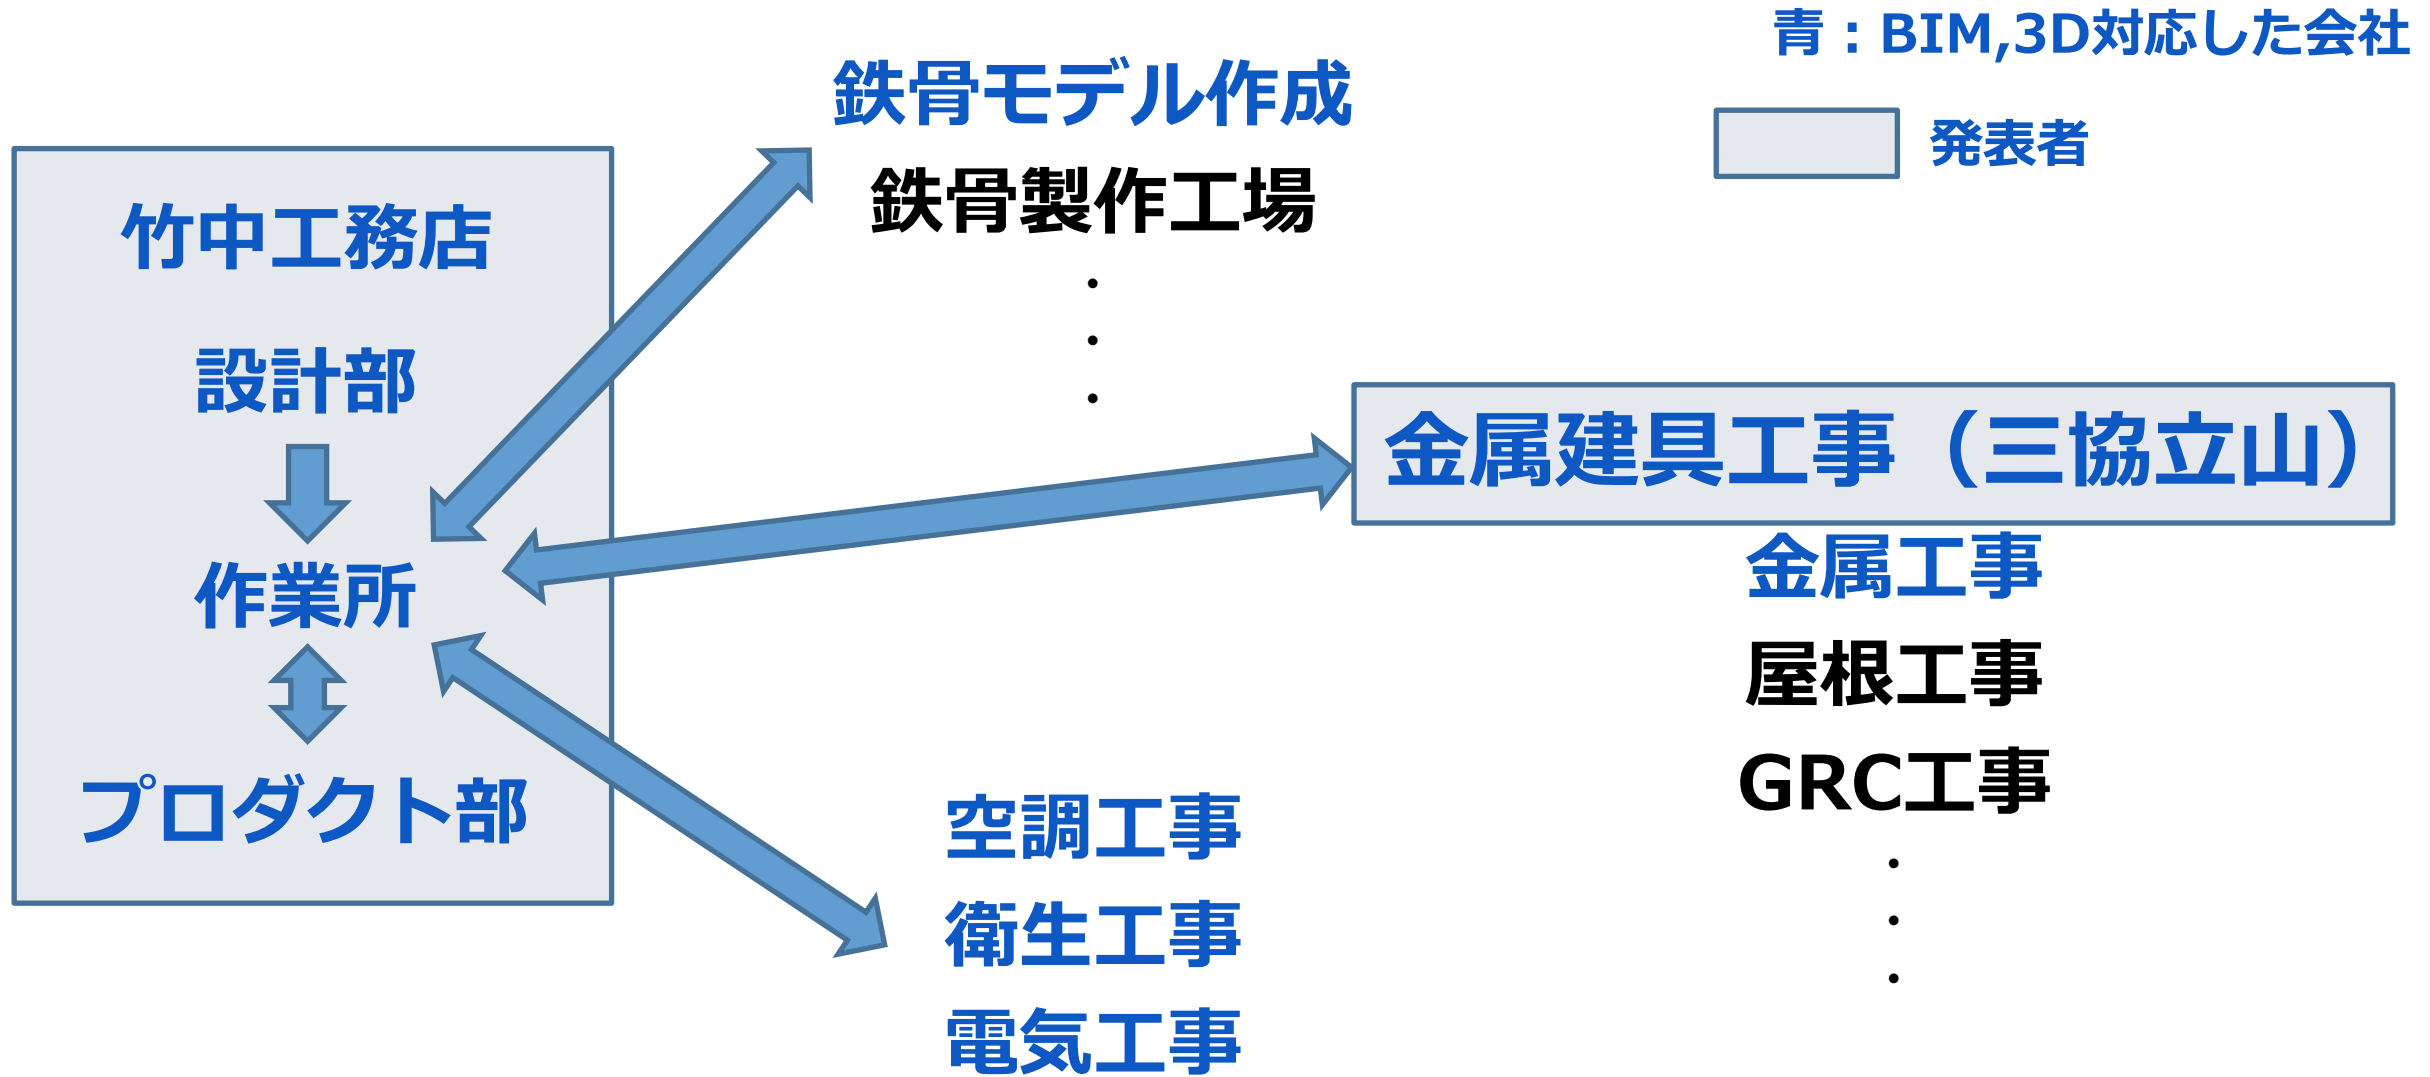 青：BIM,3D対応した会社
発表者
竹中工務店
設計部
作業所
プロダクト部
鉄骨モデル作成
鉄骨製作工場
・
・
・
金属建具工事（三協立山）
金属工事
屋根工事
GRC工事
・
・
・
空調工事
衛生工事
電気工事